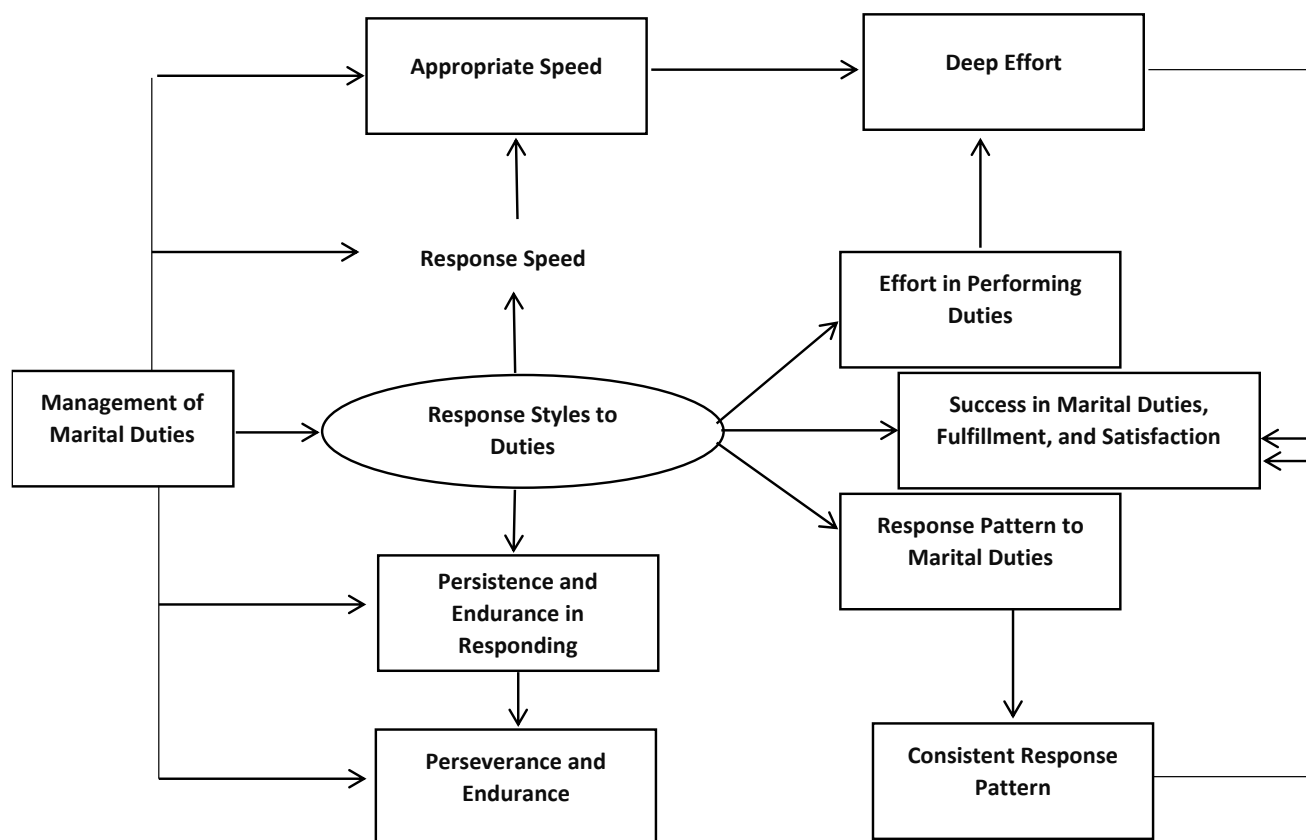 Appropriate Speed
Deep Effort
Response Speed
Effort in Performing
Duties
Management of
Marital Duties
Response Styles to
Duties
Success in Marital Duties,
Fulfillment, and Satisfaction
Response Pattern to
Marital Duties
Persistence and
Endurance in
Responding
Perseverance and
Endurance
Consistent Response
Pattern